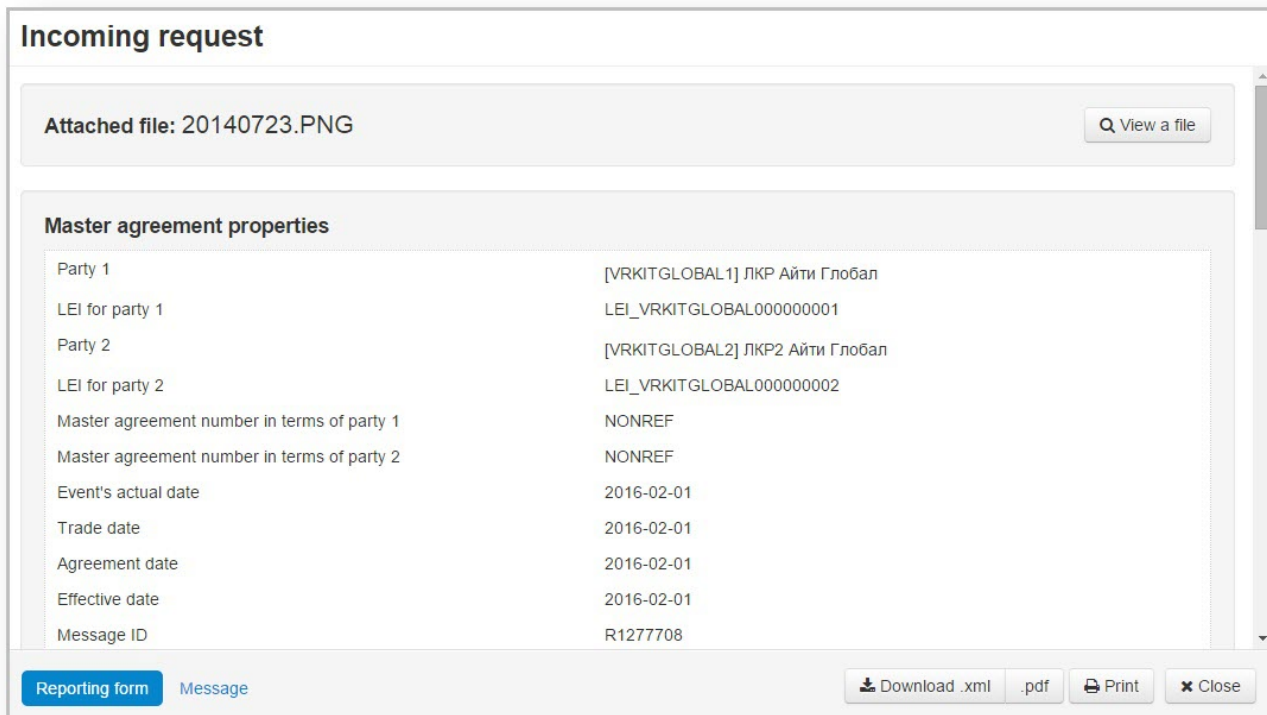 Incoming request
Attached file: 20140723.PNG View a file
Master agreement properties
Party 1 [VRKITGLOBAL1] ЛКР Айти Глобал
LEI for party 1 LEI_VRKITGLOBAL000000001
Party 2 [VRKITGLOBAL2] ЛКР2 Айти Глобал
LEI for party 2 LEI_VRKITGLOBAL000000002
Master agreement number in terms of party 1 NONREF
Master agreement number in terms of party 2 NONREF
Event's actual date 2016-02-01
Trade date 2016-02-01
Agreement date 2016-02-01
Effective date 2016-02-01
Message ID R1277708
Reporting form Message Download .xml .pdf Print Close